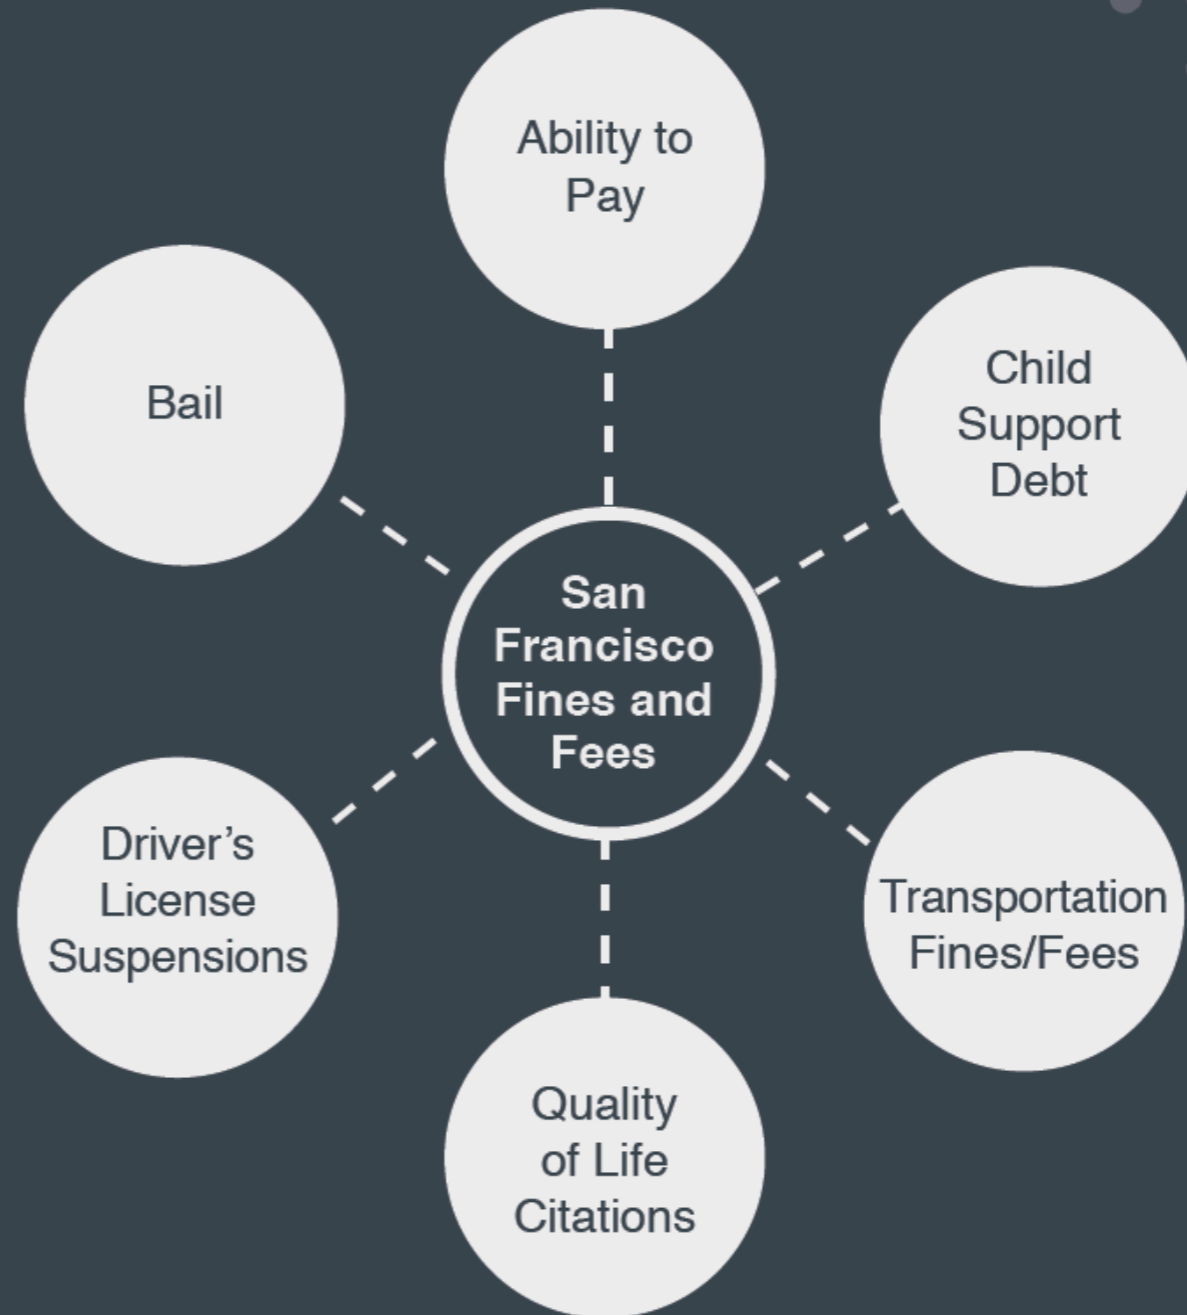 Ability to
Pay
Bail
Child
Support
Debt
San
Francisco
Fines and
Fees
Driver’s
License
Suspensions
Transportation
Fines/Fees
Quality
of Life
Citations